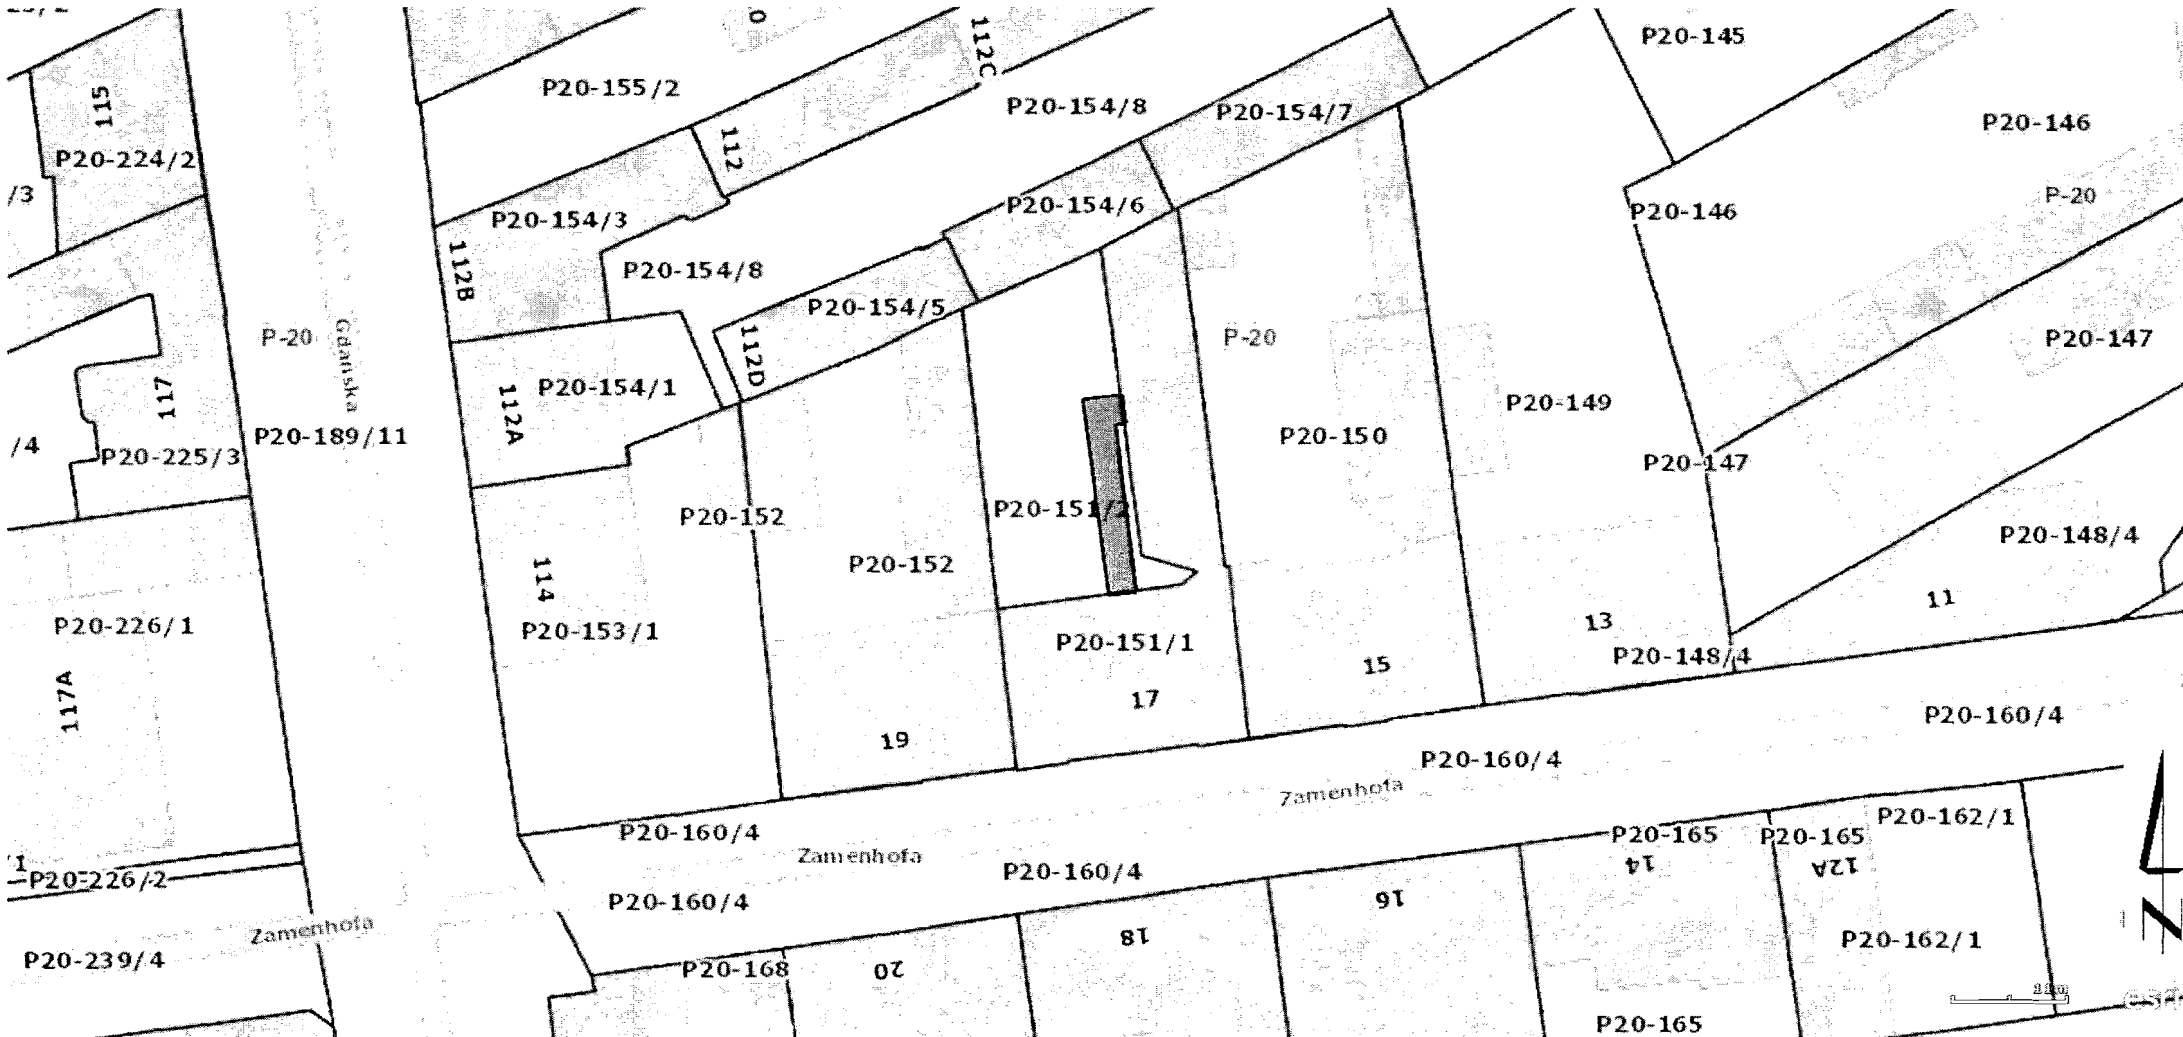 P20-145
112C
0
P20-155/2
115
P20-154/8
P20-154/7
P20-146
112
P20-224/2
/3
P-20
P20-154/6
P20-146
P20-154/3
112B
P20-154/8
P20-154/5
P-20
Gdańska
P-20
P20-147
112D
117
P20-154/1
112A
P20-149
/4
P20-189/11
P20-150
P20-225/3
P20-147
P20-151/2
P20-152
P20-148/4
P20-152
114
11
P20-226/1
P20-153/1
13
P20-151/1
P20-148/4
15
117A
17
P20-160/4
19
P20-160/4
Zamenhofa
P20-160/4
P20-162/1
P20-165
P20-165
Zamenhofa
14
12A
P20-226/2
P20-160/4
P20-160/4
16
Zamenhofa
18
P20-162/1
P20-239/4
P20-168
20
N
esri
P20-165